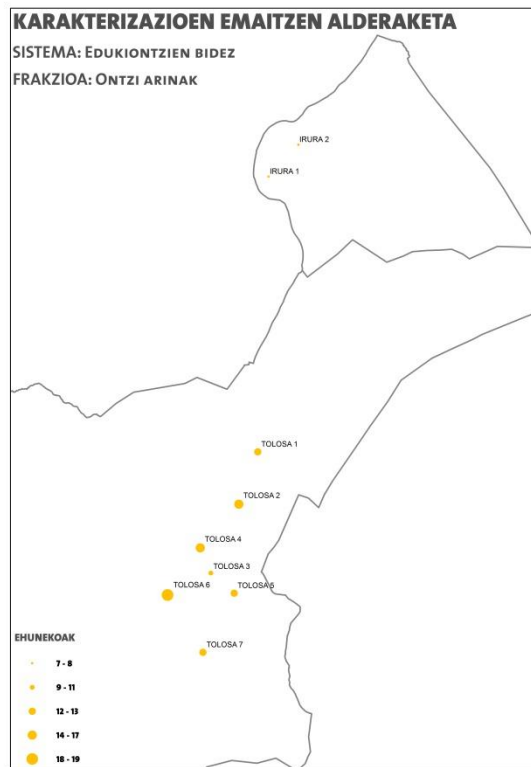 KARAKTERIZAZIOEN EMAITZEN ALDERAKETA
SISTEMA: EDUKIONTZIEN BIDEZ
FRAKZIOA: ONTZI ARINAK
IRURA 2
IRURA 1
TOLOSA 1
TOLOSA 2
TOLOSA 4
TOLOSA 3
TOLOSA 6
TOLOSA 5
TOLOSA 7
EHUNEKOAK
7 - 8
9 - 11
12 - 13
14 - 17
18 - 19